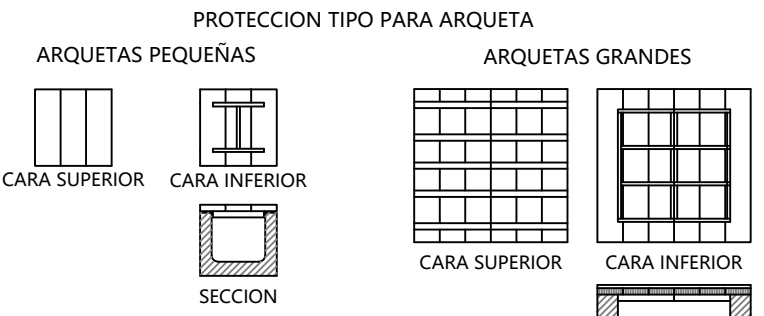 PROTECCION TIPO PARA ARQUETA
ARQUETAS PEQUEÑAS
CARA SUPERIOR
CARA INFERIOR
SECCION
ARQUETAS GRANDES
CARA SUPERIOR
CARA INFERIOR